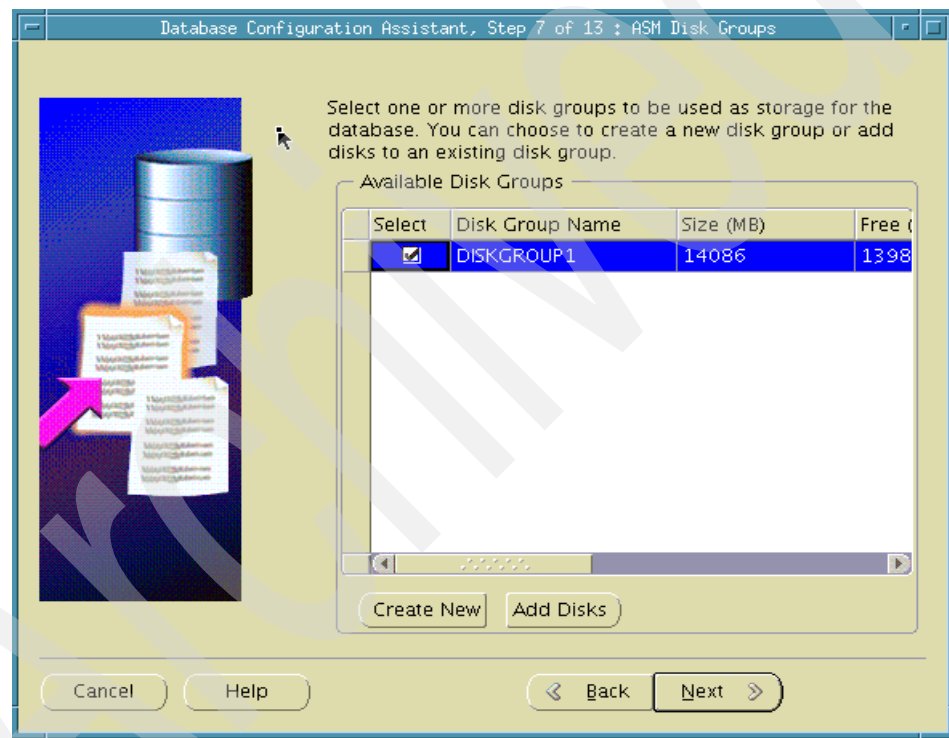 Database Configuration Assistant, Step 7 of 13 : ASM Disk Groups
Select one or more disk groups to be used as storage for the
database. You can choose to create a new disk group or add
disks to an existing disk group.
Available Disk Groups
Select Disk Group Name Size (MB) Free (
DISKGROUP1 14086 1398
Create New Add Disks
Cancel Help Back Next